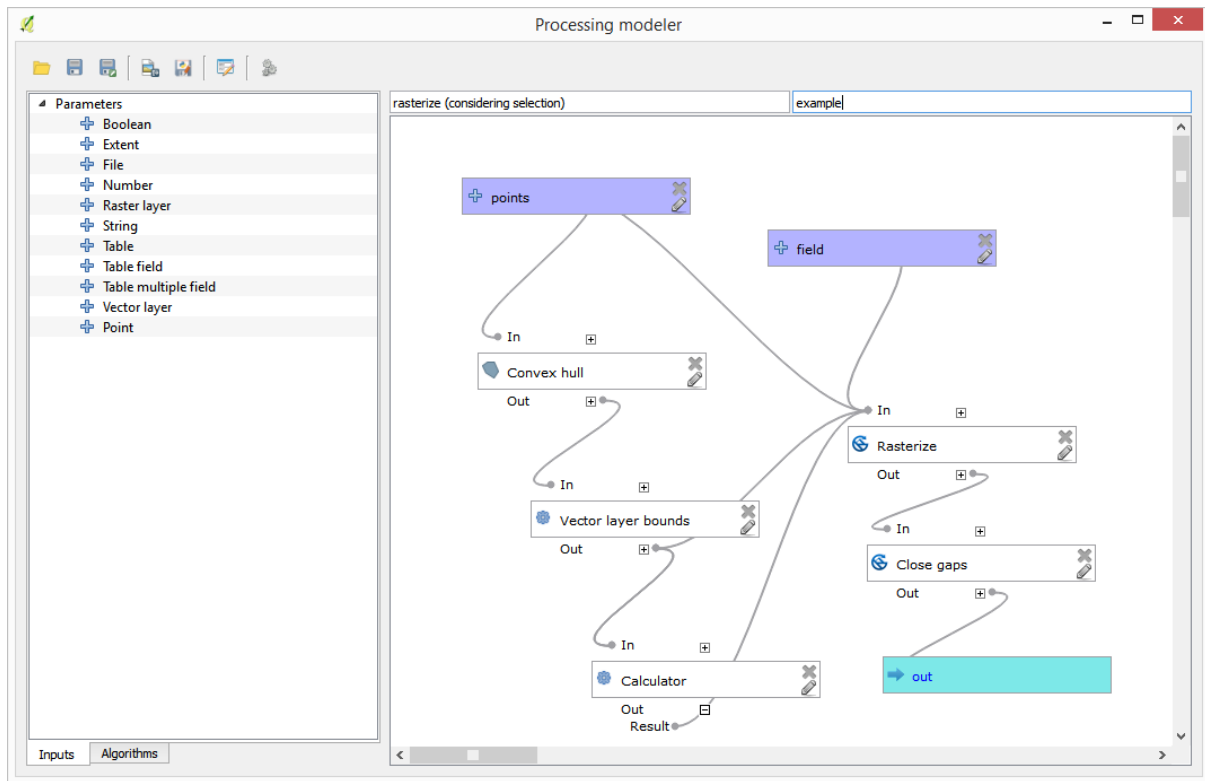 Processing modeler
Parameters
Boolean
Extent
File
Number
Raster layer
String
Table
Table field
Table multiple field
Vector layer
Point
Inputs
Algorithms
rasterize (considering selection)
example
points
field
In
Convex hull
Out
In
Vector layer bounds
Out
In
Calculator
Out
Result
In
Rasterize
Out
In
Close gaps
Out
out